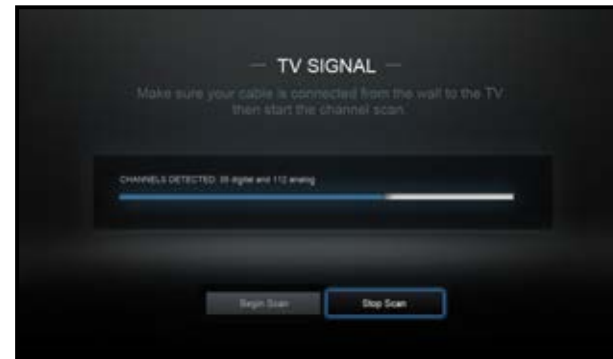 — TV SIGNAL —
Make sure your cable is connected from the wall to the TV
then start the channel scan.
CHANNELS DETECTED: digital and 112 analog
Begin Scan
Stop Scan